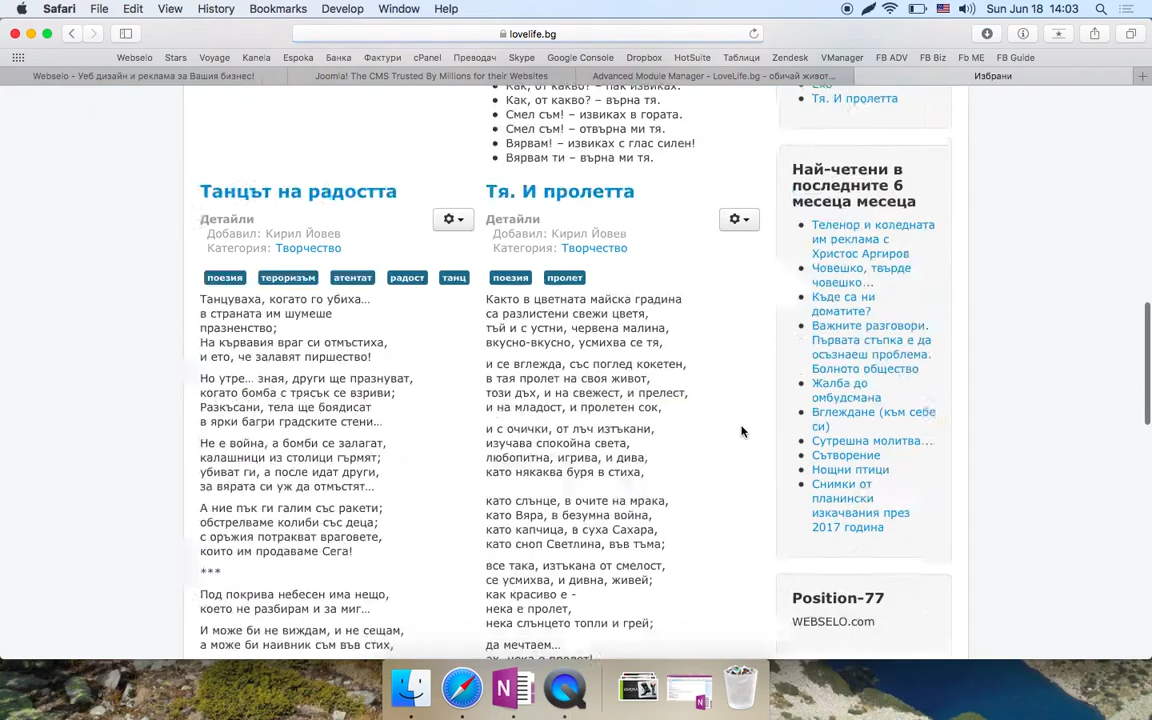 Safari File Edit View History Bookmarks Develop Window Help
Sun Jun 18 14:03
lovelife.bg
Webselo Stars Voyage Kanela Espocha Банка Фактури cPanel Преводач Skype Google Console Dropbox HotSuite Таблици Zendesk VManager FB ADV FB Biz Fb ME FB Guide
Webselo - Уеб дизайн и реклама за Вашия бизнес!
Joomla! The CMS Trusted By Millions for their Websites
Advanced Module Manager - LoveLife.bg - обичай живот...
Избрани
Как, от какво? – пак извиках.
Как, от какво? – върна тя.
Смел съм! – извиках в гората.
Смел съм! – отвърна ми тя.
Вярвам! – извиках с глас силен!
Вярвам ти – върна ми тя.
Танцът на радостта
Детайли
Добавил: Кирил Йовев
Категория: Творчество
поезия тероризъм атентат радост танц
Танцуваха, когато го убиха...
в страната им шумеше
празненство;
На кървавия враг си отмъстиха,
и ето, че залавят пиршество!
Но утре... зная, други ще празнуват,
когато бомба с трясък се взриви;
Разкъсани, тела ще боядисат
в ярки багри градските стени...
Не е война, а бомби се залагат,
калашници из столици гърмят;
убиват ги, а после идат други,
за вярата си уж да отмъстят...
А ние пък ги галим със ракети;
обстрелваме колиби със деца;
с оръжия потракват враговете,
които им продаваме Сега!
***
Под покрива небесен има нещо,
което не разбирам и за миг...
И може би не виждам, и не сещам,
а може би наивник съм във стих,
Тя. И пролетта
Детайли
Добавил: Кирил Йовев
Категория: Творчество
поезия пролет
Както в цветната майска градина
са разлистени свежи цветя,
тъй и с устни, червена малина,
вкусно-вкусно, усмихва се тя,
и се вглежда, със поглед кокетен,
в тая пролет на своя живот,
този дъх, и на свежест, и прелест,
и на младост, и пролетен сок,
и с очички, от лъч изтъкани,
изучава спокойна света,
любопитна, игрива, и дива,
като някаква буря в стиха,
като слънце, в очите на мрака,
като Вяра, в безумна война,
като капчица, в суха Сахара,
като сноп Светлина, във тъма;
все така, изтъкана от смелост,
се усмихва, и дивна, живей;
как красиво е -
нека е пролет,
нека слънцето топли и грей;
да мечтаем...
ах, нека е пролет!
Ехо
Тя. И пролетта
Най-четени в
последните 6
месеца месеца
Теленор и коледната
им реклама с
Христос Аргиров
Човешко, твърде
човешко...
Къде са ни
доматите?
Важните разговори.
Първата стъпка е да
осъзнаеш проблема.
Болното общество
Жалба до
омбудсмана
Вглеждане (към себе
си)
Сутрешна молитва...
Сътворение
Нощни птици
Снимки от
планински
изкачвания през
2017 година
Position-77
WEBSELO.com